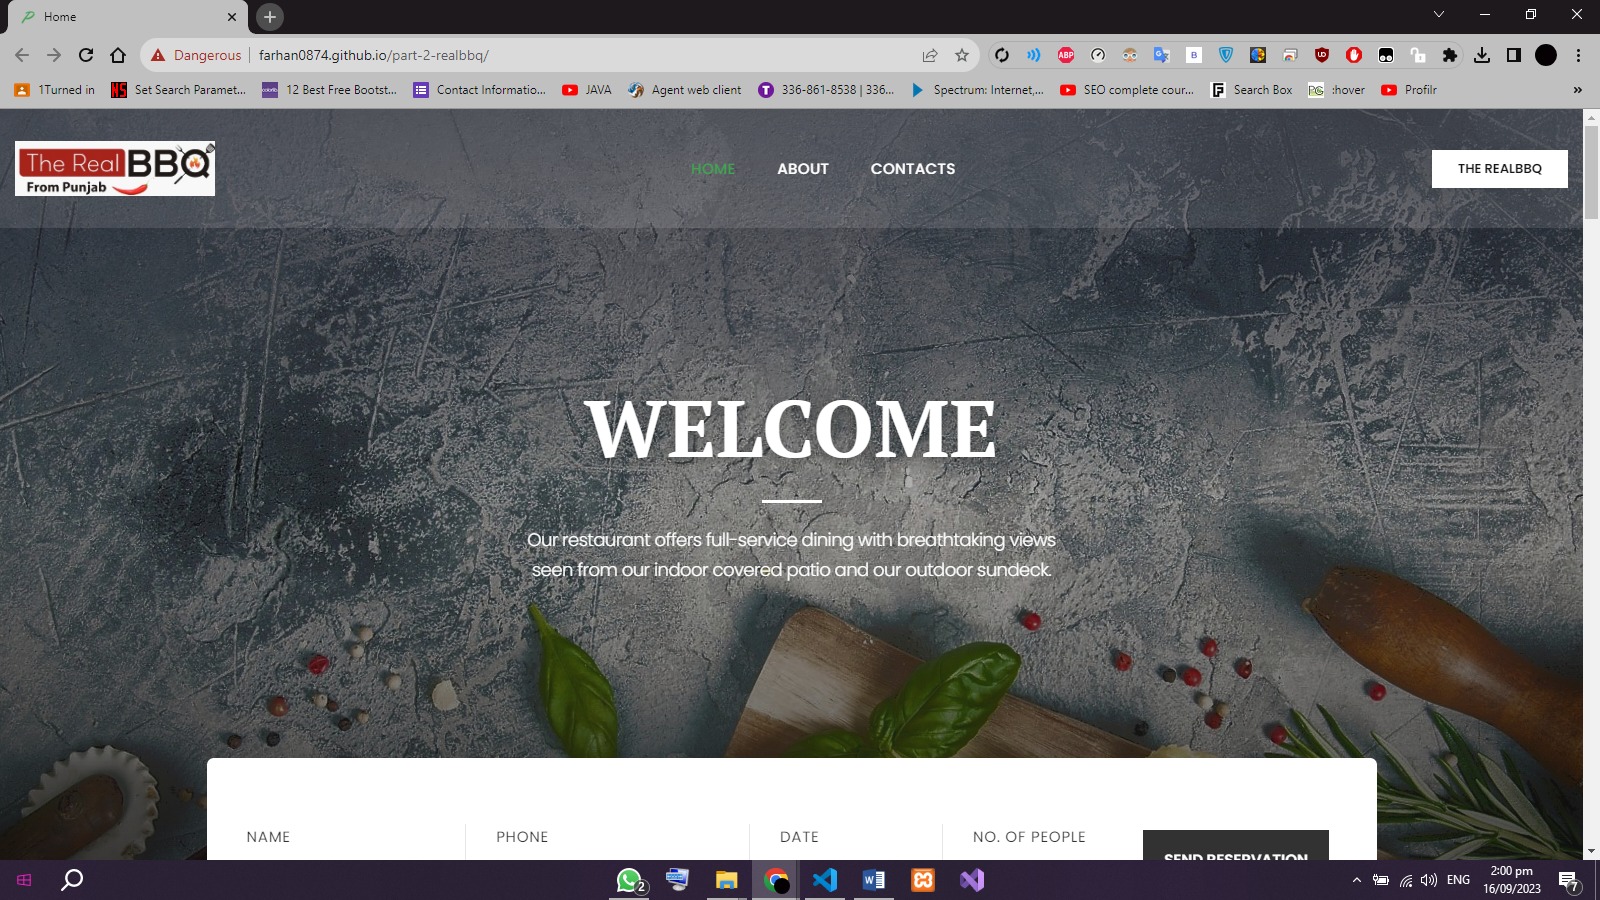 Home
Dangerous farhan0874.github.io/part-2-realbbq/
1Turned in Set Search Paramet... 12 Best Free Bootst... Contact Informatio... JAVA Agent web client 336-861-8538 | 336... Spectrum: Internet,... SEO complete cour... Search Box :hover Profilr »
The Real BBQ
From Punjab
HOME ABOUT CONTACTS THE REALBBQ
WELCOME
Our restaurant offers full-service dining with breathtaking views
seen from our indoor covered patio and our outdoor sundeck.
NAME PHONE DATE NO. OF PEOPLE
SEND RESERVATION
2 ENG 2:00 pm
16/09/2023 7